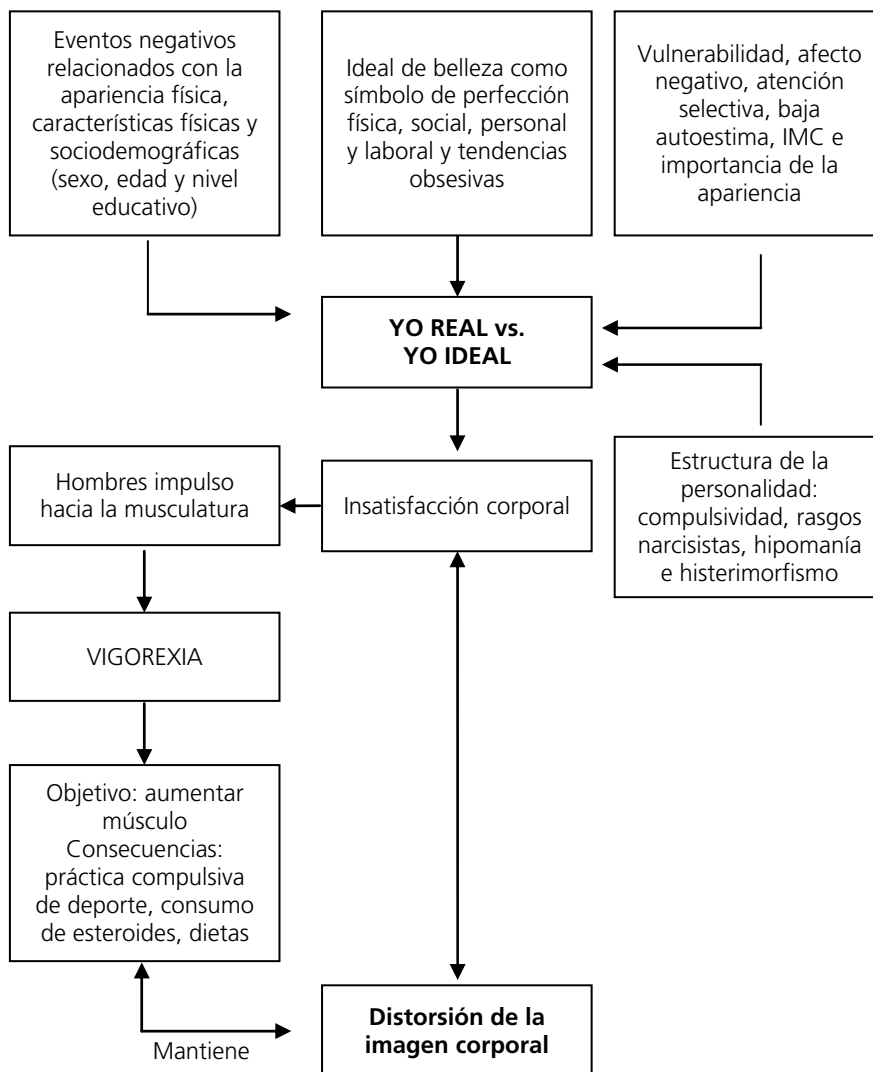 Eventos negativos
relacionados con la
apariencia física,
características físicas y
sociodemográficas
(sexo, edad y nivel
educativo)
Ideal de belleza como
símbolo de perfección
física, social, personal
y laboral y tendencias
obsesivas
Vulnerabilidad, afecto
negativo, atención
selectiva, baja
autoestima, IMC e
importancia de la
apariencia
YO REAL vs.
YO IDEAL
Hombres impulso
hacia la musculatura
Insatisfacción corporal
Estructura de la
personalidad:
compulsividad, rasgos
narcisistas, hipomanía
e histerimorfismo
VIGOREXIA
Objetivo: aumentar
músculo
Consecuencias:
práctica compulsiva
de deporte, consumo
de esteroides, dietas
Mantiene
Distorsión de la
imagen corporal